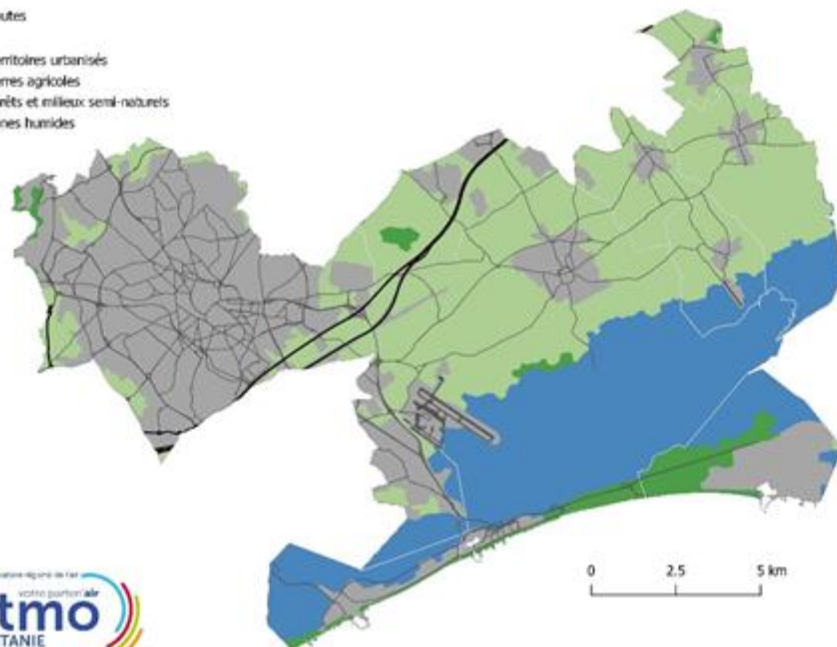 utes
rritoires urbanisés
rres agricoles
rêts et milieux semi-naturels
nes humides
votre parten'air
tmo
TANIE
0 2.5 5 km